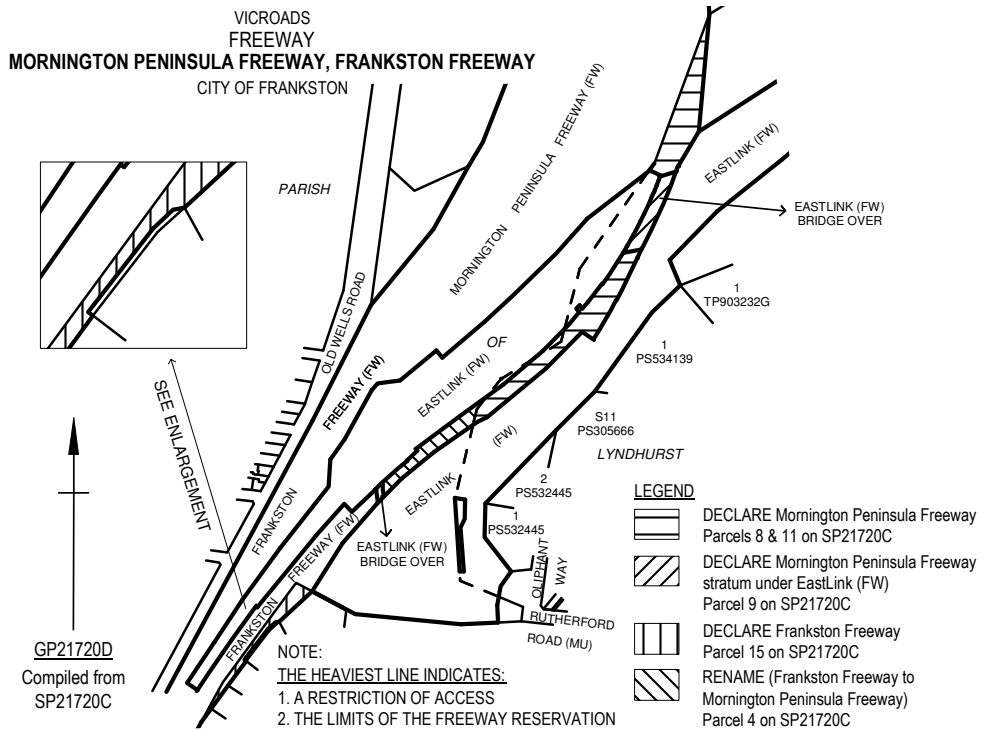 VICROADS
FREEWAY
MORNINGTON PENINSULA FREEWAY, FRANKSTON FREEWAY
CITY OF FRANKSTON
PARISH
OLD WELLS ROAD
MORNINGTON PENINSULA FREEWAY (FW)
EASTLINK (FW)
EASTLINK (FW)
BRIDGE OVER
1
TP903232G
1
PS534139
OF
EASTLINK (FW)
FREEWAY (FW)
SEE ENLARGEMENT
S11
PS305666
LYNDHURST
(FW)
EASTLINK
2
PS532445
1
PS532445
FRANKSTON
FREEWAY (FW)
FRANKSTON
EASTLINK (FW)
BRIDGE OVER
OLIPHANT
WAY
RUTHERFORD
ROAD (MU)
GP21720D
Compiled from
SP21720C
NOTE:
THE HEAVIEST LINE INDICATES:
1. A RESTRICTION OF ACCESS
2. THE LIMITS OF THE FREEWAY RESERVATION
LEGEND
DECLARE Mornington Peninsula Freeway
Parcels 8 & 11 on SP21720C
DECLARE Mornington Peninsula Freeway
stratum under EastLink (FW)
Parcel 9 on SP21720C
DECLARE Frankston Freeway
Parcel 15 on SP21720C
RENAME (Frankston Freeway to
Mornington Peninsula Freeway)
Parcel 4 on SP21720C